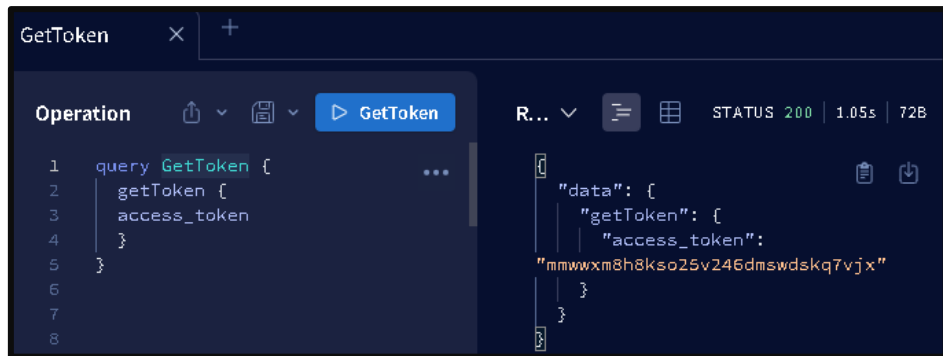 GetToken
Operation
GetToken
R...
STATUS 200
1.05s
72B
1 query GetToken {
2 getToken {
3 access_token
4 }
5 }
6
7
8
{
"data": {
"getToken": {
"access_token":
"mmwwxm8h8kso25v246dmswdskq7vjx"
}
}
}